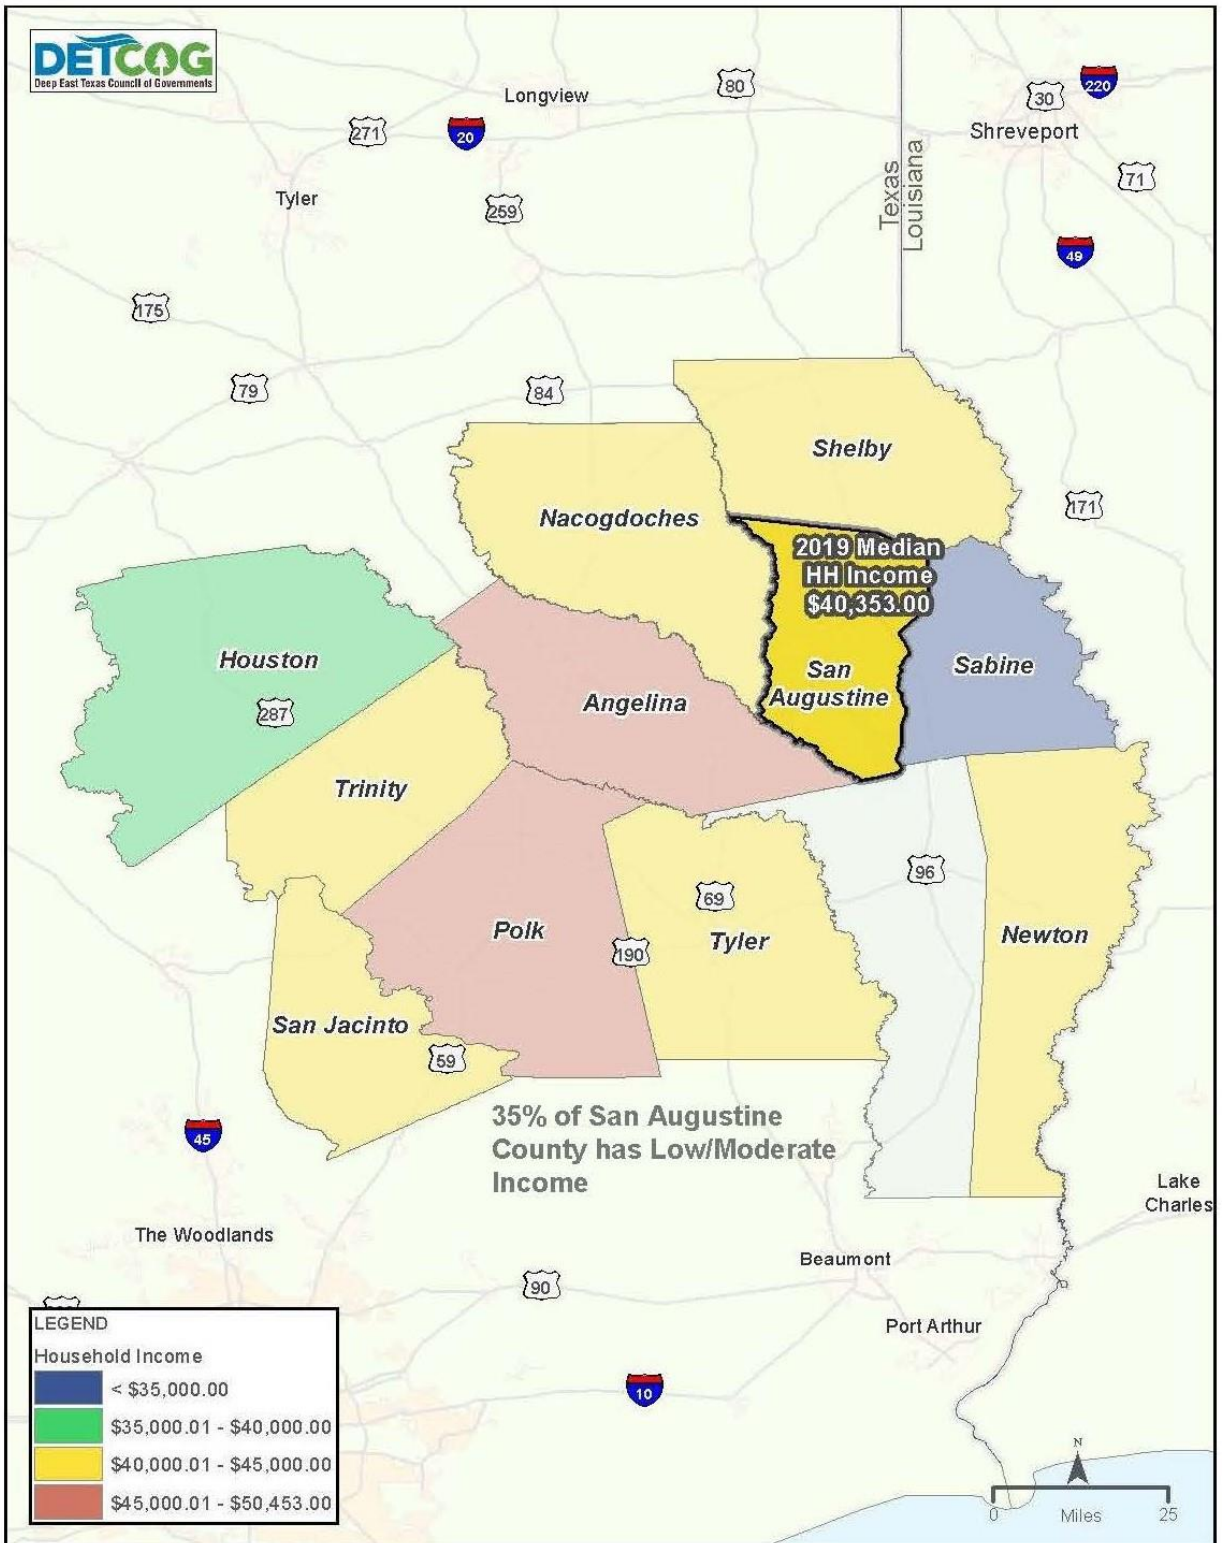 DETCOG
Deep East Texas Council of Governments
Longview
80
30
220
271
20
Shreveport
Tyler
259
Texas
Louisiana
71
49
175
79
84
Shelby
171
Nacogdoches
2019 Median
HH Income
$40,353.00
Houston
287
Angelina
San
Augustine
Sabine
Trinity
96
69
Polk
190
Tyler
Newton
San Jacinto
59
35% of San Augustine
County has Low/Moderate
Income
45
Lake
Charles
The Woodlands
Beaumont
90
Port Arthur
10
LEGEND
Household Income
< $35,000.00
$35,000.01 - $40,000.00
$40,000.01 - $45,000.00
$45,000.01 - $50,453.00
N
0 Miles 25